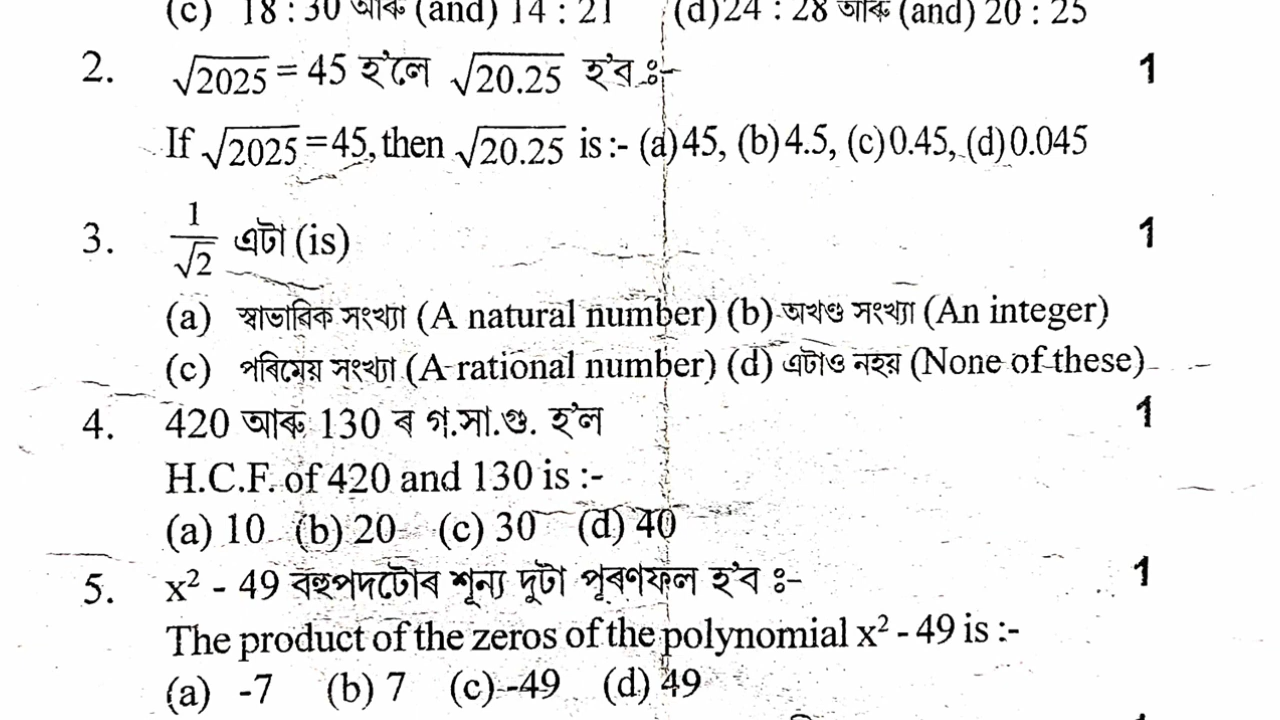 (c) 18 : 30 আৰু (and) 14 : 21 (d) 24 : 28 আৰু (and) 20 : 25
2. √2025 = 45 হ'লে √20.25 হ'ব ঃ- 1
If √2025 =45, then √20.25 is :- (a) 45, (b) 4.5, (c) 0.45, (d) 0.045
3. 1/√2 এটা (is) 1
(a) স্বাভাৱিক সংখ্যা (A natural number) (b) অখণ্ড সংখ্যা (An integer)
(c) পৰিমেয় সংখ্যা (A rational number) (d) এটাও নহয় (None of these)
4. 420 আৰু 130 ৰ গ.সা.গু. হ'ল 1
H.C.F. of 420 and 130 is :-
(a) 10 (b) 20 (c) 30 (d) 40
5. x² - 49 বহুপদটোৰ শূন্য দুটা পূৰণফল হ'ব ঃ- 1
The product of the zeros of the polynomial x² - 49 is :-
(a) -7 (b) 7 (c) -49 (d) 49